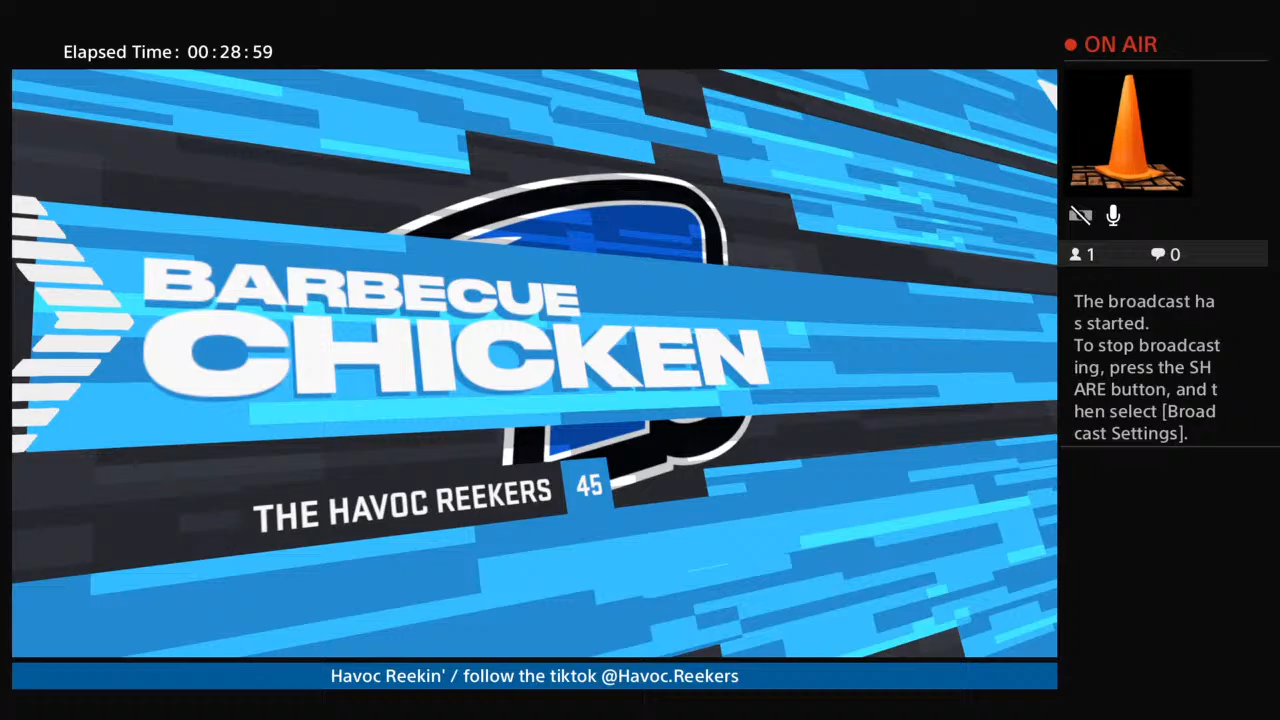 Elapsed Time: 00:28:59
ON AIR
1
0
The broadcast ha
s started.
To stop broadcast
ing, press the SH
ARE button, and t
hen select [Broad
cast Settings].
BARBECUE
CHICKEN
THE HAVOC REEKERS 45
Havoc Reekin' / follow the tiktok @Havoc.Reekers